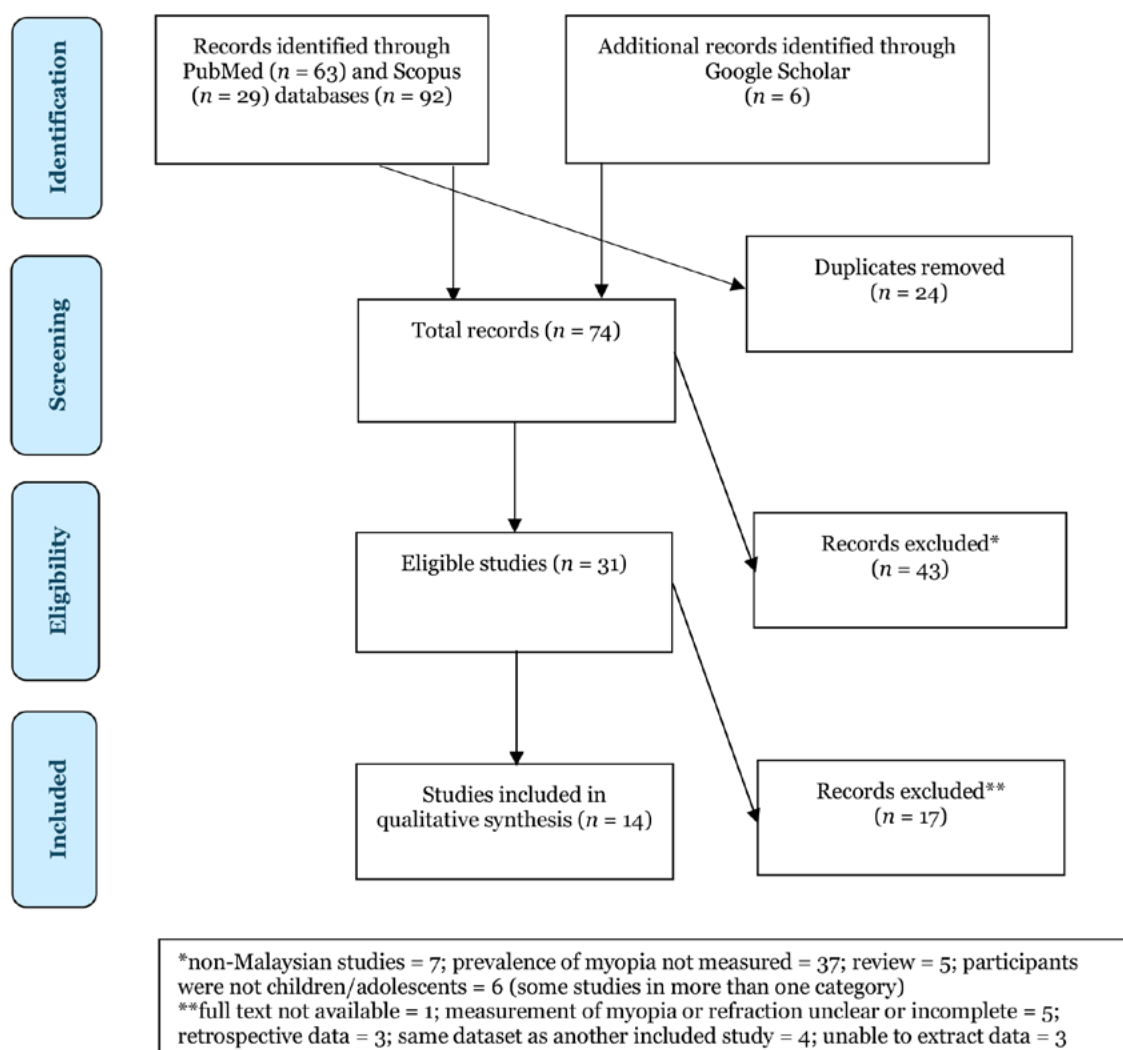 Identification
Records identified through
PubMed (n = 63) and Scopus
(n = 29) databases (n = 92)
Additional records identified through
Google Scholar
(n = 6)
Duplicates removed
(n = 24)
Screening
Total records (n = 74)
Records excluded*
(n = 43)
Eligibility
Eligible studies (n = 31)
Records excluded**
(n = 17)
Included
Studies included in
qualitative synthesis (n = 14)
*non-Malaysian studies = 7; prevalence of myopia not measured = 37; review = 5; participants
were not children/adolescents = 6 (some studies in more than one category)
**full text not available = 1; measurement of myopia or refraction unclear or incomplete = 5;
retrospective data = 3; same dataset as another included study = 4; unable to extract data = 3